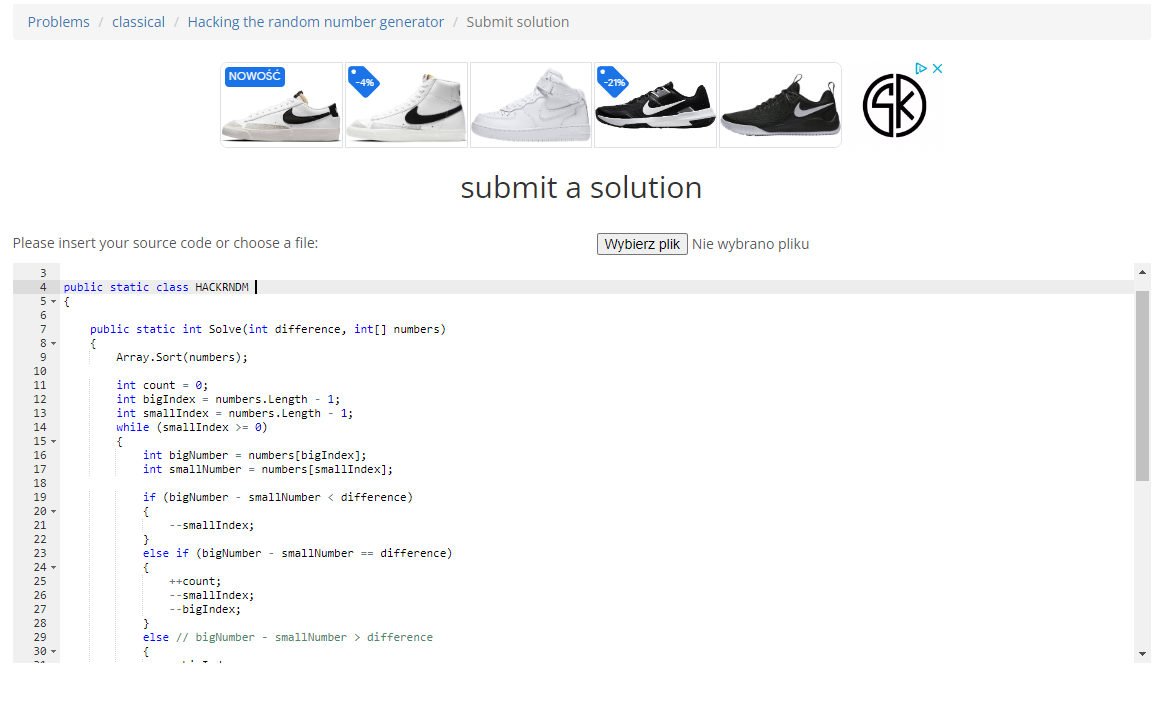 Problems / classical / Hacking the random number generator / Submit solution
NOWOŚĆ
-4%
-21%
SK
submit a solution
Please insert your source code or choose a file:
Wybierz plik Nie wybrano pliku
3
4 public static class HACKRNDM
5 {
6
7 public static int Solve(int difference, int[] numbers)
8 {
9 Array.Sort(numbers);
10
11 int count = 0;
12 int bigIndex = numbers.Length - 1;
13 int smallIndex = numbers.Length - 1;
14 while (smallIndex >= 0)
15 {
16 int bigNumber = numbers[bigIndex];
17 int smallNumber = numbers[smallIndex];
18
19 if (bigNumber - smallNumber < difference)
20 {
21 --smallIndex;
22 }
23 else if (bigNumber - smallNumber == difference)
24 {
25 ++count;
26 --smallIndex;
27 --bigIndex;
28 }
29 else // bigNumber - smallNumber > difference
30 {